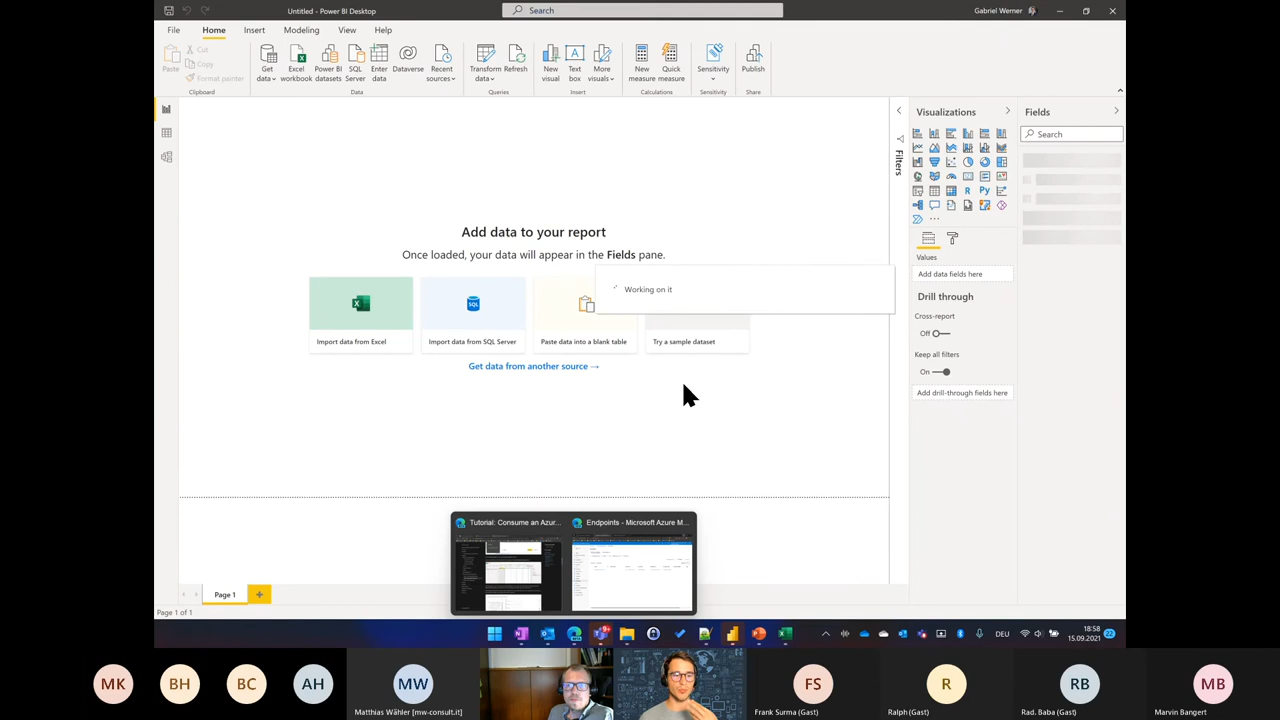 Untitled - Power BI Desktop
Search
Gabriel Werner
File
Home
Insert
Modeling
View
Help
Paste
Cut
Copy
Format painter
Clipboard
Get data
Excel workbook
Power BI datasets
SQL Server
Enter data
Dataverse
Recent sources
Data
Transform data
Refresh
Queries
New visual
Text box
More visuals
Insert
New measure
Quick measure
Calculations
Sensitivity
Sensitivity
Publish
Share
Filters
Visualizations
Fields
Search
R
Py
Values
Add data fields here
Drill through
Cross-report
Off
Keep all filters
On
Add drill-through fields here
Add data to your report
Once loaded, your data will appear in the Fields pane.
Working on it
SQL
Import data from Excel
Import data from SQL Server
Paste data into a blank table
Try a sample dataset
Get data from another source →
Tutorial: Consume an Azur...
Endpoints - Microsoft Azure M...
Page 1
Page 1 of 1
DEU
18:58
15.09.2021
22
MK
BH
BC
AH
MW
FS
R
RB
MB
Matthias Wähler [mw-consult.it]
Frank Surma (Gast)
Ralph (Gast)
Rad. Baba (Gast)
Marvin Bangert